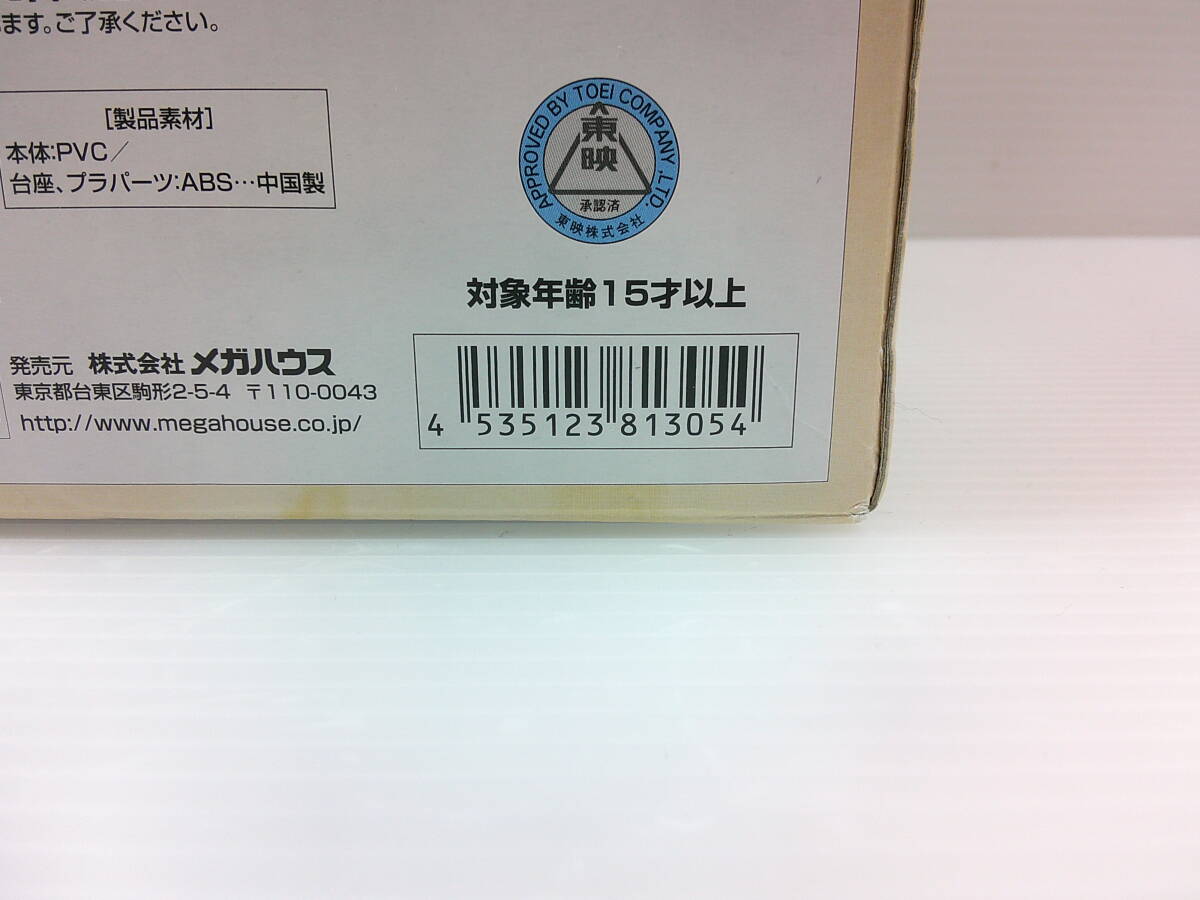 ます。ご了承ください。
[製品素材]
本体:PVC／
台座、プラパーツ:ABS…中国製
APPROVED BY TOEI COMPANY, LTD.
東映
承認済
東映株式会社
対象年齢15才以上
発売元 株式会社 メガハウス
東京都台東区駒形2-5-4 〒110-0043
http://www.megahouse.co.jp/
4 535123 813054